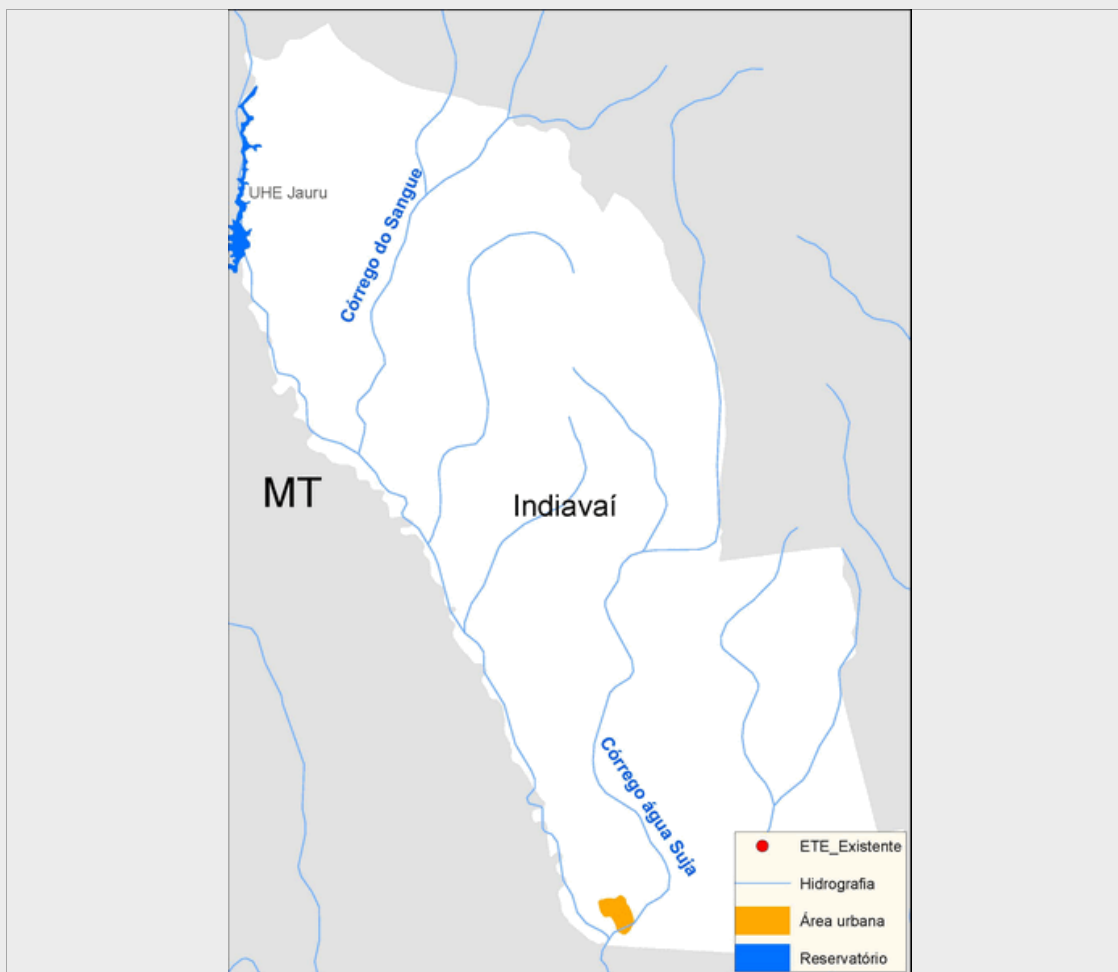 UHE Jauru
Córrego do Sangue
MT
Indiavaí
Córrego água Suja
ETE_Existente
Hidrografia
Área urbana
Reservatório